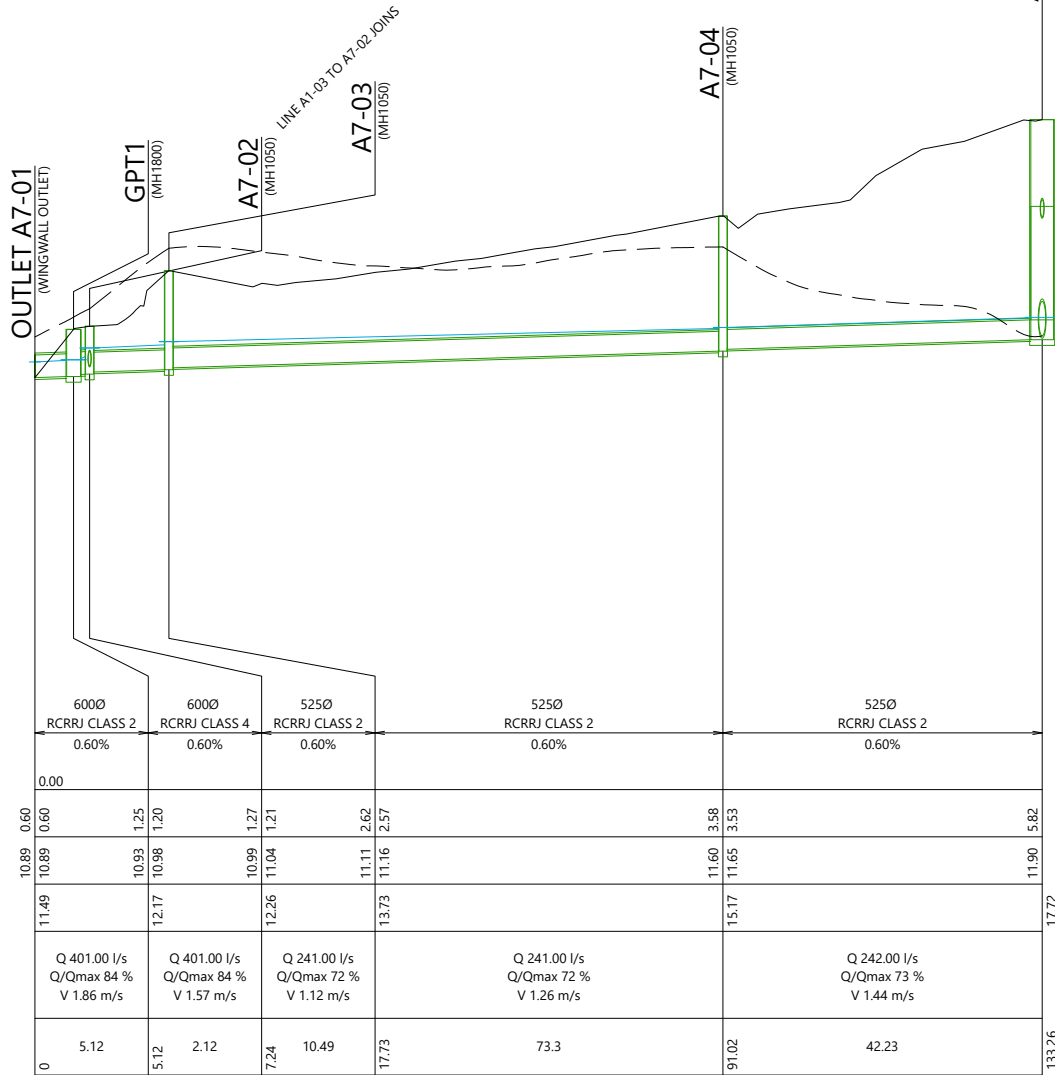 OUTLET A7-01
(WINGWALL OUTLET)
GPT1
(MH1800)
A7-02
(MH1050)
LINE A1-03 TO A7-02 JOINS
A7-03
(MH1050)
A7-04
(MH1050)
600Ø
RCRRJ CLASS 2
0.60%
600Ø
RCRRJ CLASS 4
0.60%
525Ø
RCRRJ CLASS 2
0.60%
525Ø
RCRRJ CLASS 2
0.60%
525Ø
RCRRJ CLASS 2
0.60%
0.00
0.60 0.60 1.25 1.20 1.27 1.21 2.62 2.57 3.58 3.53 5.82
10.89 10.89 10.93 10.98 10.99 11.04 11.11 11.16 11.60 11.65 11.90
11.49 12.17 12.26 13.73 15.17 17.72
Q 401.00 l/s
Q/Qmax 84 %
V 1.86 m/s
Q 401.00 l/s
Q/Qmax 84 %
V 1.57 m/s
Q 241.00 l/s
Q/Qmax 72 %
V 1.12 m/s
Q 241.00 l/s
Q/Qmax 72 %
V 1.26 m/s
Q 242.00 l/s
Q/Qmax 73 %
V 1.44 m/s
0 5.12 5.12 2.12 7.24 10.49 17.73 73.3 91.02 42.23 133.26